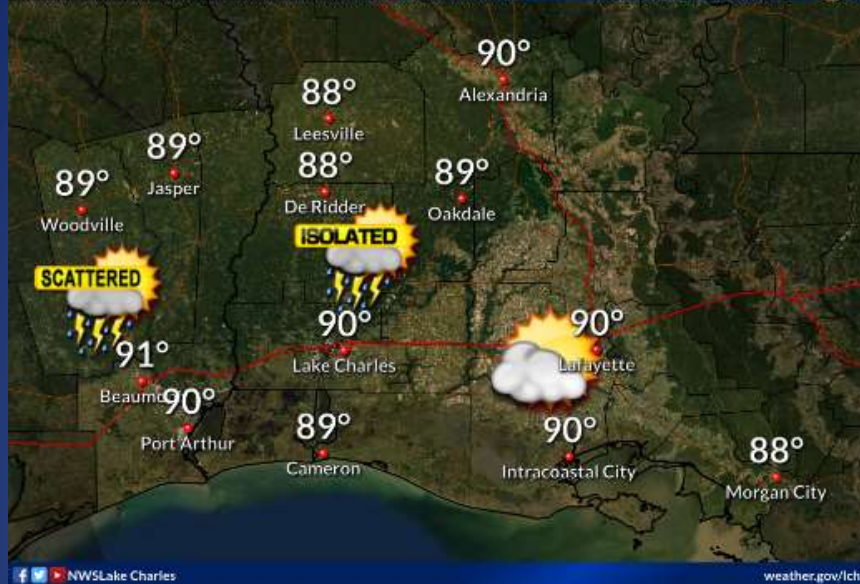 90°
Alexandria
88°
Leesville
89°
Jasper
88°
De Ridder
89°
Oakdale
89°
Woodville
ISOLATED
SCATTERED
90°
Lake Charles
90°
Lafayette
91°
Beaumo
90°
Port Arthur
89°
Cameron
90°
Intracoastal City
88°
Morgan City
NWSLake Charles
weather.gov/lch